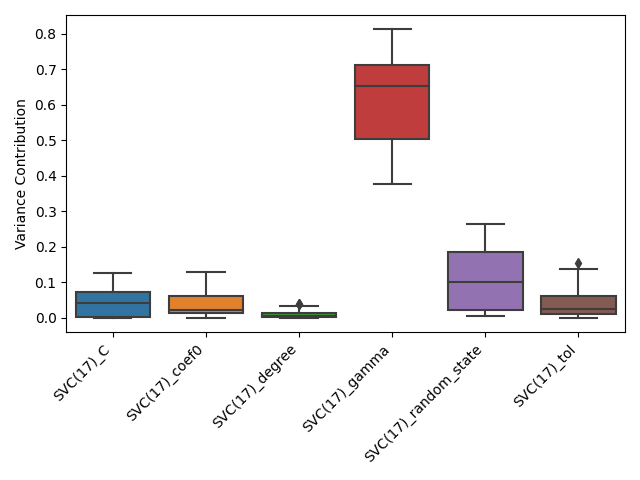 Variance Contribution
0.8
0.7
0.6
0.5
0.4
0.3
0.2
0.1
0.0
SVC(17)_C
SVC(17)_coef0
SVC(17)_degree
SVC(17)_gamma
SVC(17)_random_state
SVC(17)_tol